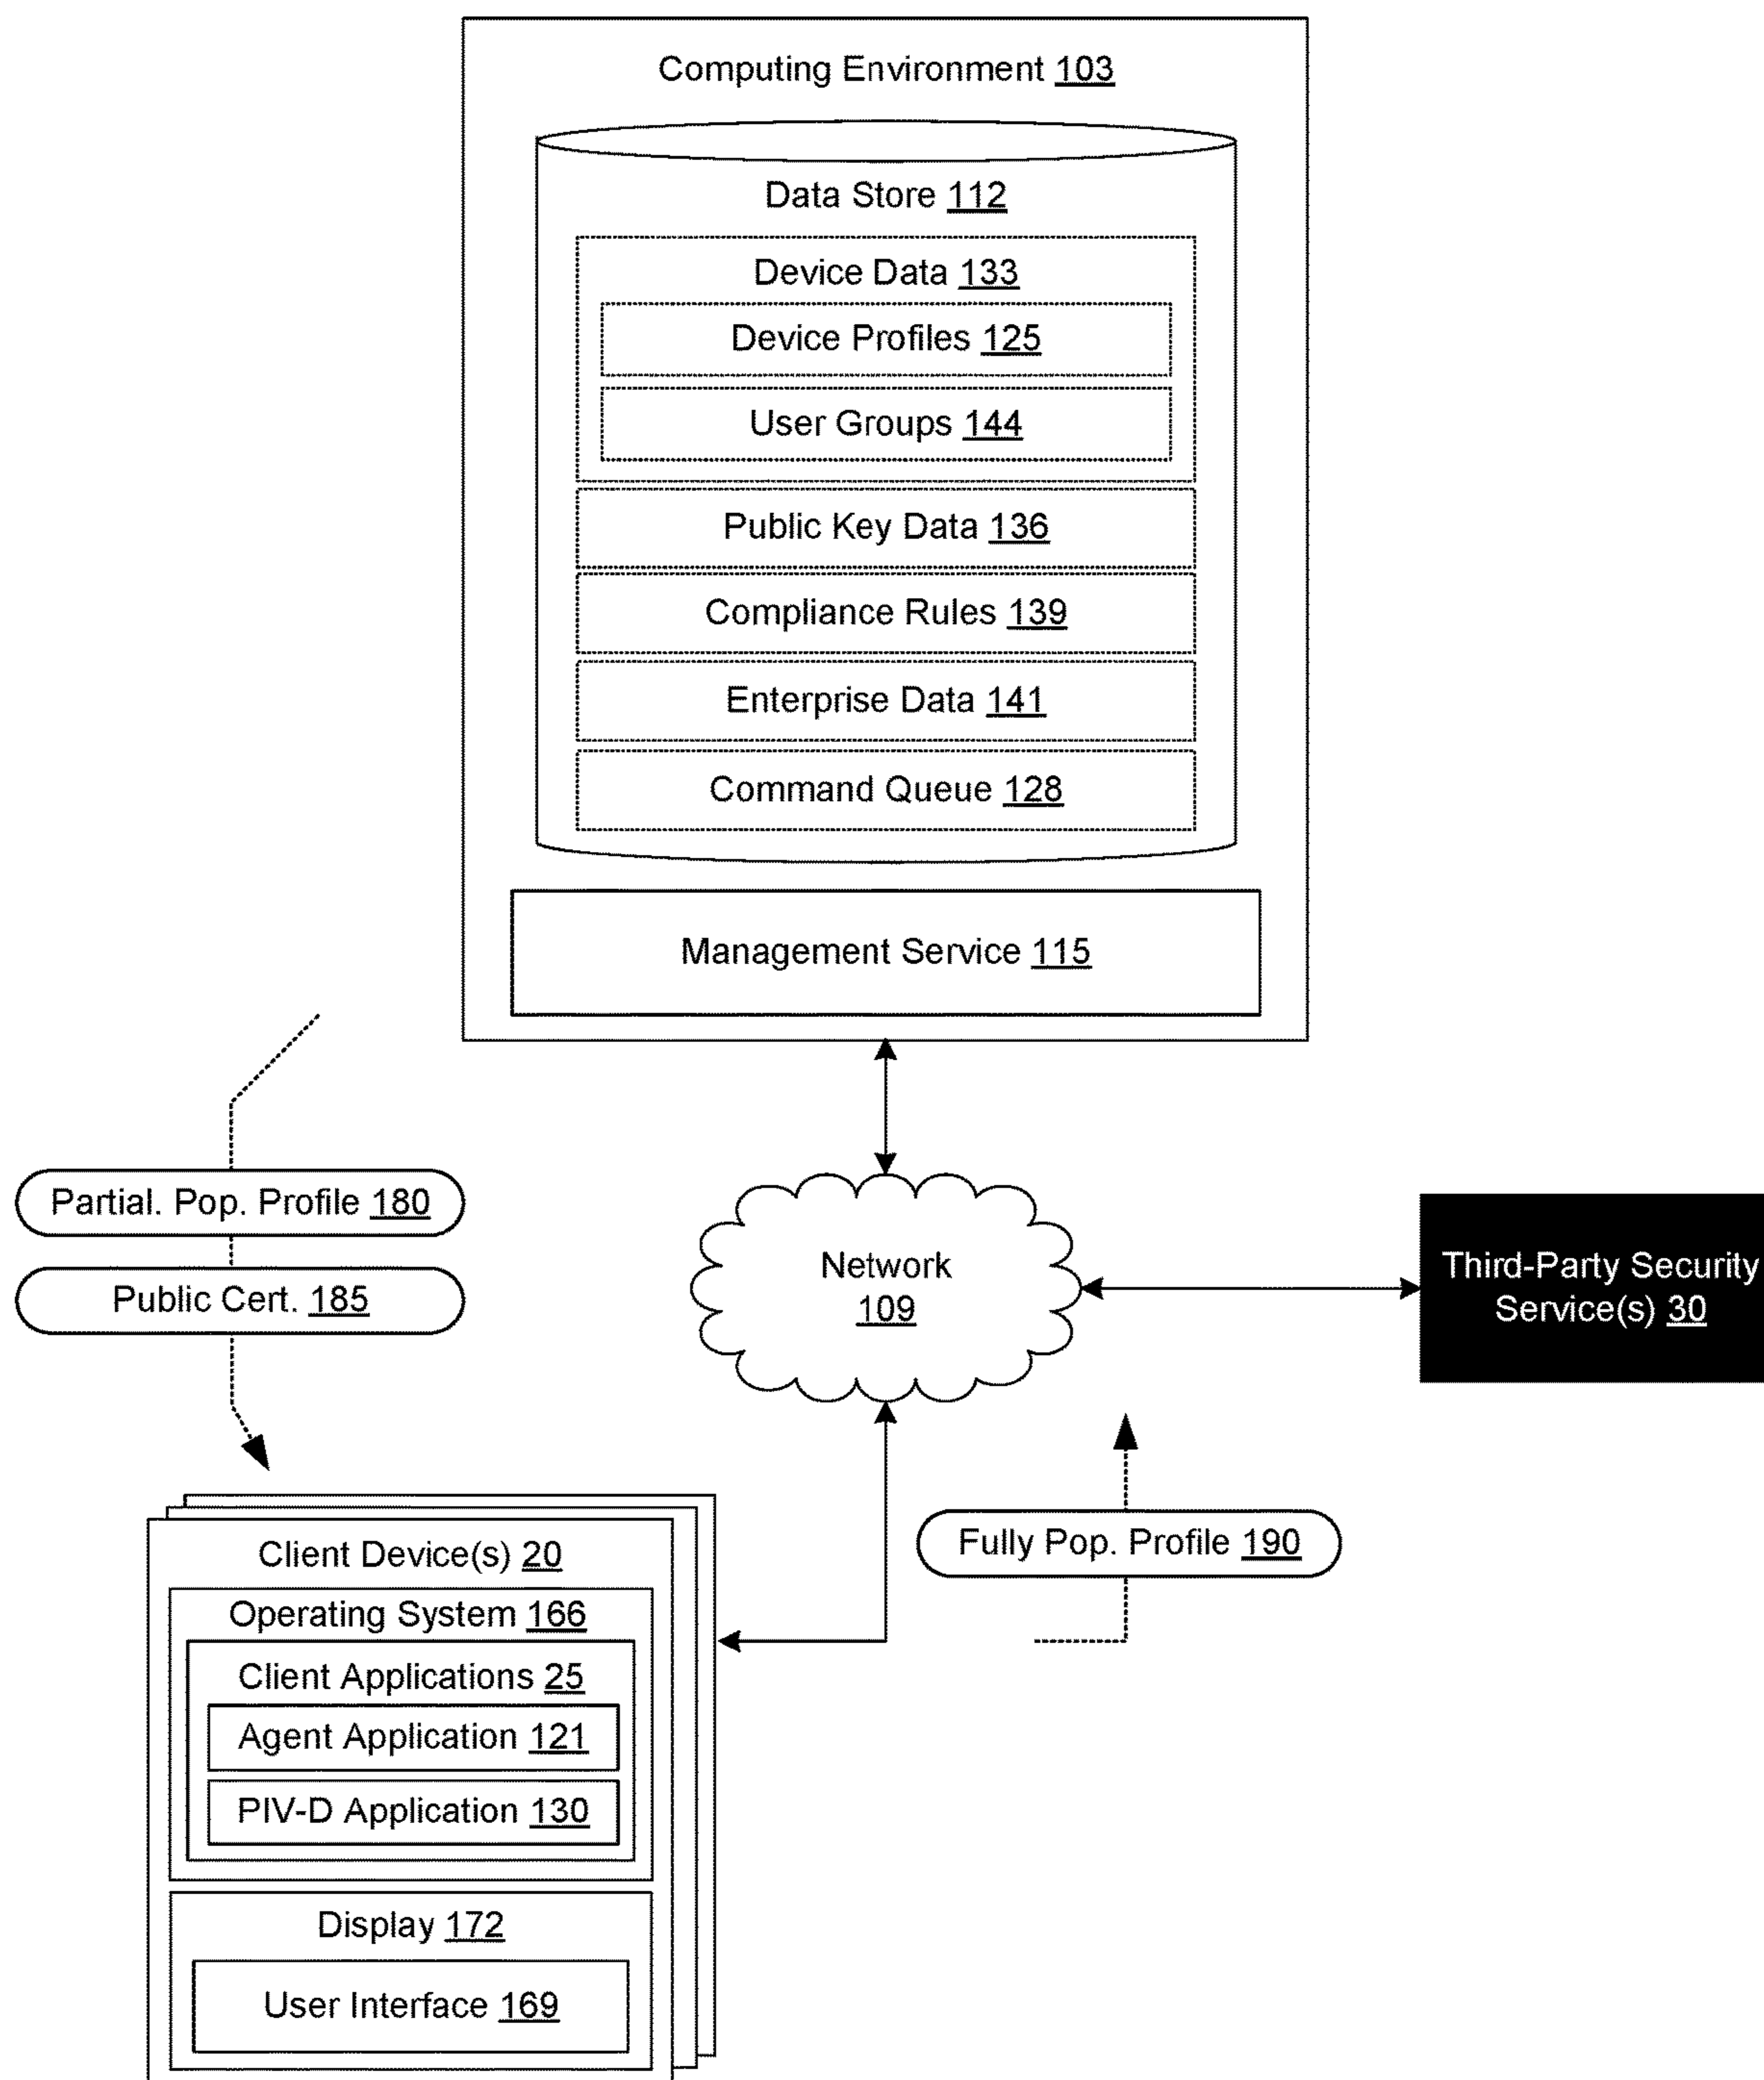 Computing Environment 103
Data Store 112
Device Data 133
Device Profiles 125
User Groups 144
Public Key Data 136
Compliance Rules 139
Enterprise Data 141
Command Queue 128
Management Service 115
Partial. Pop. Profile 180
Public Cert. 185
Network
109
Third-Party Security
Service(s) 30
Fully Pop. Profile 190
Client Device(s) 20
Operating System 166
Client Applications 25
Agent Application 121
PIV-D Application 130
Display 172
User Interface 169